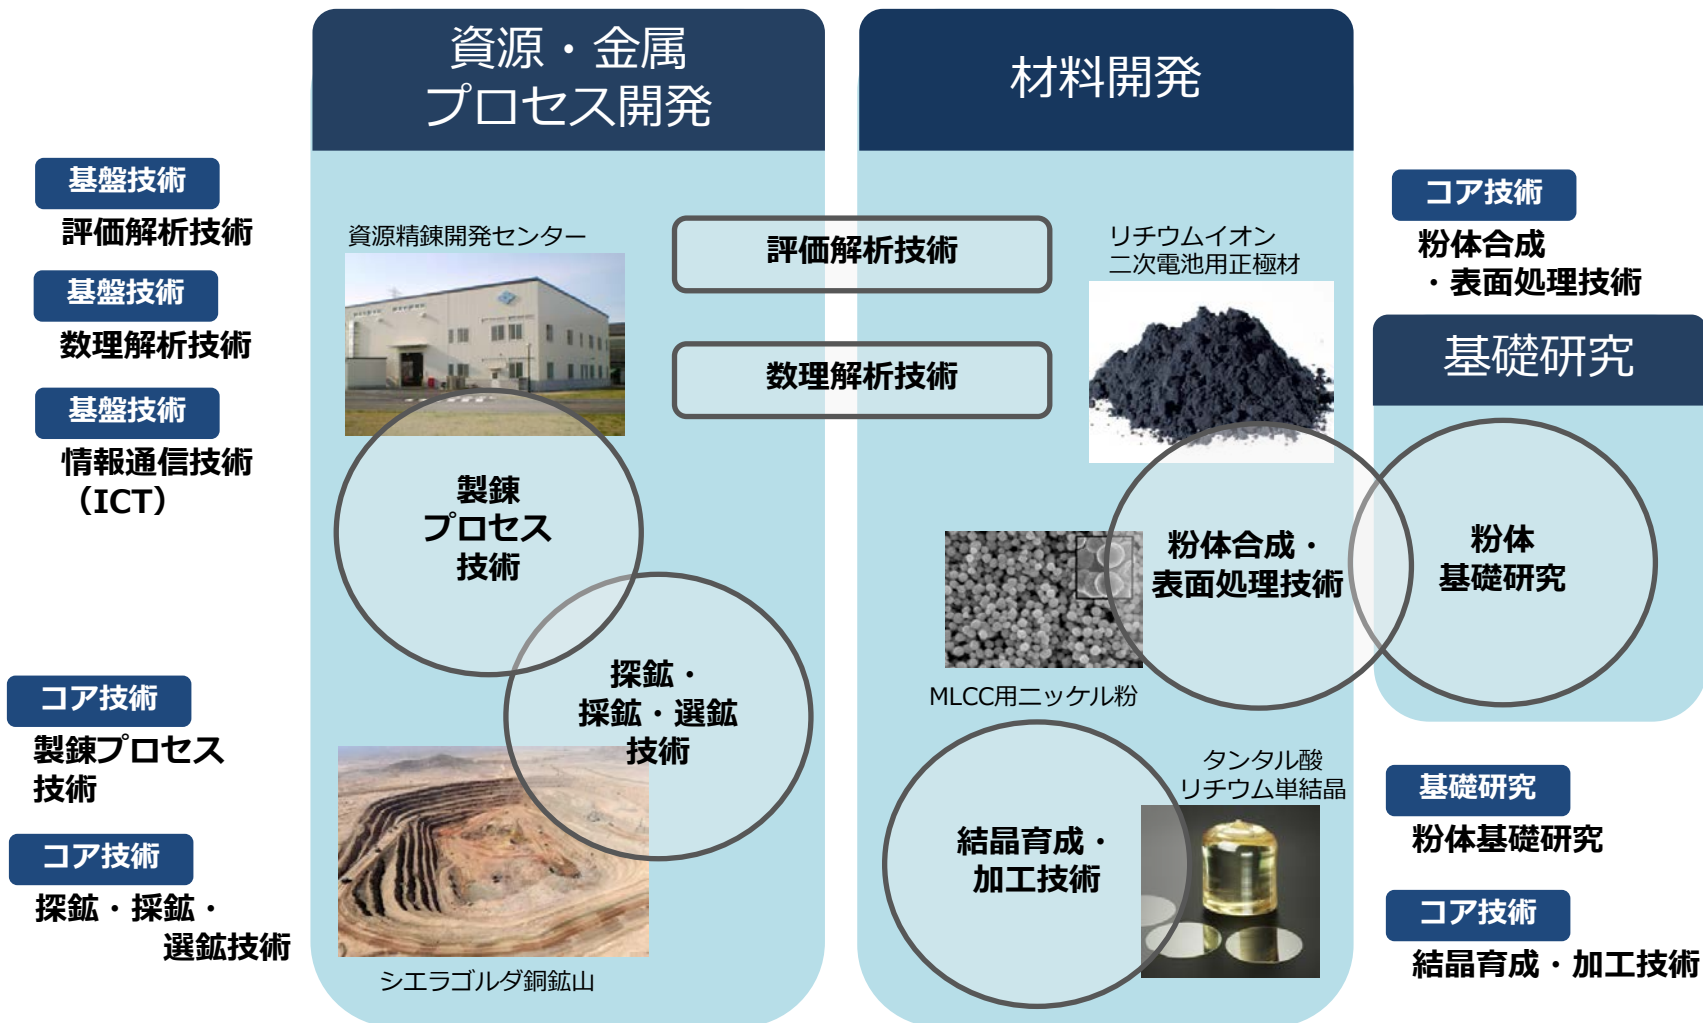 資源・金属
プロセス開発
材料開発
基盤技術
評価解析技術
基盤技術
数理解析技術
基盤技術
情報通信技術
（ICT）
コア技術
製錬プロセス
技術
コア技術
探鉱・採鉱・
選鉱技術
資源精錬開発センター
製錬
プロセス
技術
探鉱・
採鉱・選鉱
技術
シエラゴルダ銅鉱山
評価解析技術
数理解析技術
リチウムイオン
二次電池用正極材
粉体合成・
表面処理技術
MLCC用ニッケル粉
タンタル酸
リチウム単結晶
結晶育成・
加工技術
コア技術
粉体合成
・表面処理技術
基礎研究
粉体
基礎研究
基礎研究
粉体基礎研究
コア技術
結晶育成・加工技術